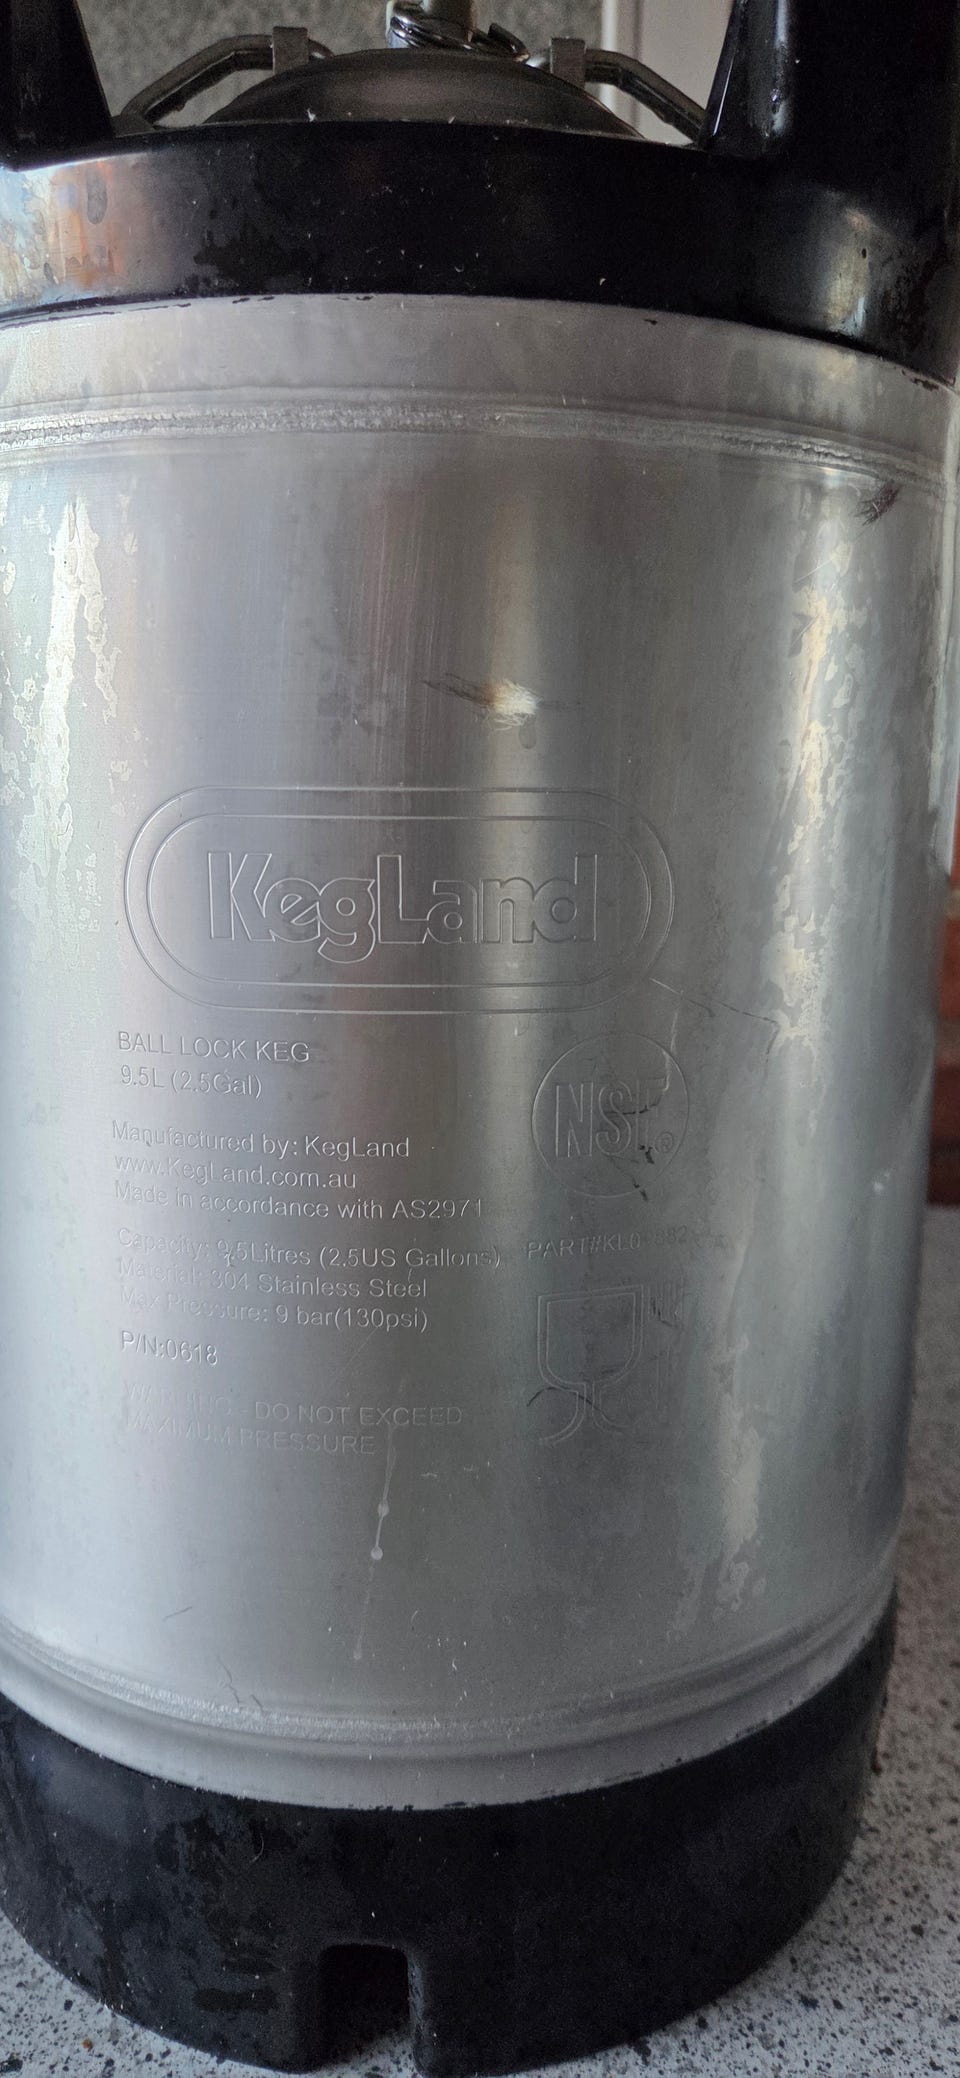 KegLand
BALL LOCK KEG
9.5L (2.5Gal)
NSF®
Manufactured by: KegLand
www.KegLand.com.au
Made in accordance with AS2971
Capacity: 9.5Litres (2.5US Gallons)
Material: 304 Stainless Steel
Max Pressure: 9 bar(130psi)
P/N:0618
WARNING - DO NOT EXCEED
MAXIMUM PRESSURE